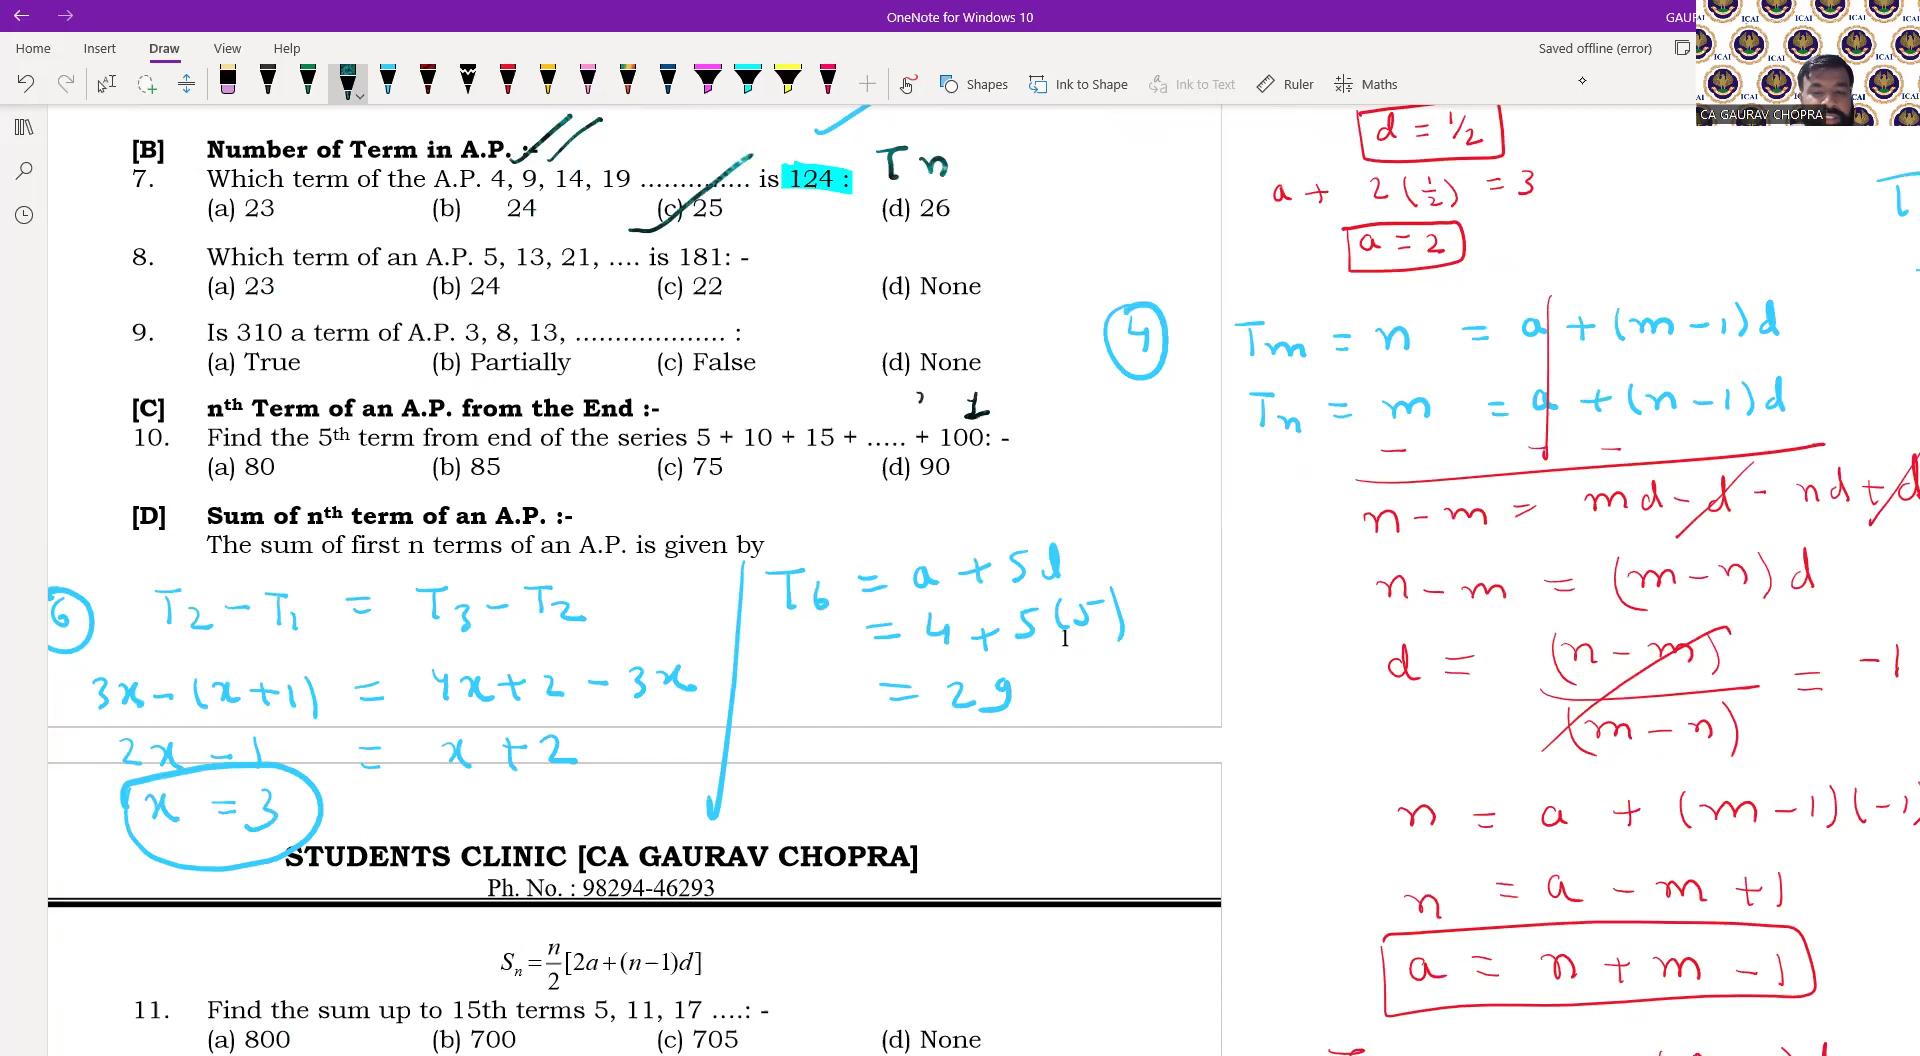 OneNote for Windows 10
Home Insert Draw View Help
Saved offline (error)
Shapes Ink to Shape Ink to Text Ruler Maths
ICAI
CA GAURAV CHOPRA
[B] Number of Term in A.P. :-
7. Which term of the A.P. 4, 9, 14, 19 .............. is 124 : Tn
(a) 23 (b) 24 (c) 25 (d) 26
8. Which term of an A.P. 5, 13, 21, .... is 181: -
(a) 23 (b) 24 (c) 22 (d) None
9. Is 310 a term of A.P. 3, 8, 13, ................... :
(a) True (b) Partially (c) False (d) None
[C] nth Term of an A.P. from the End :-
10. Find the 5th term from end of the series 5 + 10 + 15 + ..... + 100: -
(a) 80 (b) 85 (c) 75 (d) 90
[D] Sum of nth term of an A.P. :-
The sum of first n terms of an A.P. is given by
6 T2 - T1 = T3 - T2
3x - (x+1) = 4x+2 - 3x
2x - 1 = x + 2
x = 3
T6 = a + 5d
= 4 + 5(5)
= 29
STUDENTS CLINIC [CA GAURAV CHOPRA]
Ph. No. : 98294-46293
Sn = n/2 [2a+(n−1)d]
11. Find the sum up to 15th terms 5, 11, 17 ....: -
(a) 800 (b) 700 (c) 705 (d) None
d = 1/2
a + 2(1/2) = 3
a = 2
4 Tm = n = a + (m-1)d
Tn = m = a + (n-1)d
n - m = md - d - nd + d
n - m = (m-n)d
d = (n-m)/(m-n) = -1
n = a + (m-1)(-1)
n = a - m + 1
a = n + m - 1